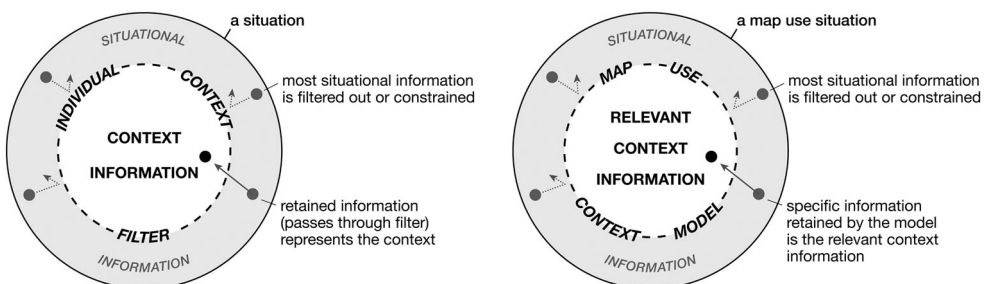 a situation
SITUATIONAL
INDIVIDUAL
CONTEXT
most situational information
is filtered out or constrained
CONTEXT
INFORMATION
retained information
(passes through filter)
represents the context
FILTER
INFORMATION
a map use situation
SITUATIONAL
MAP
USE
most situational information
is filtered out or constrained
RELEVANT
CONTEXT
INFORMATION
specific information
retained by the model
is the relevant context
information
CONTEXT
MODEL
INFORMATION